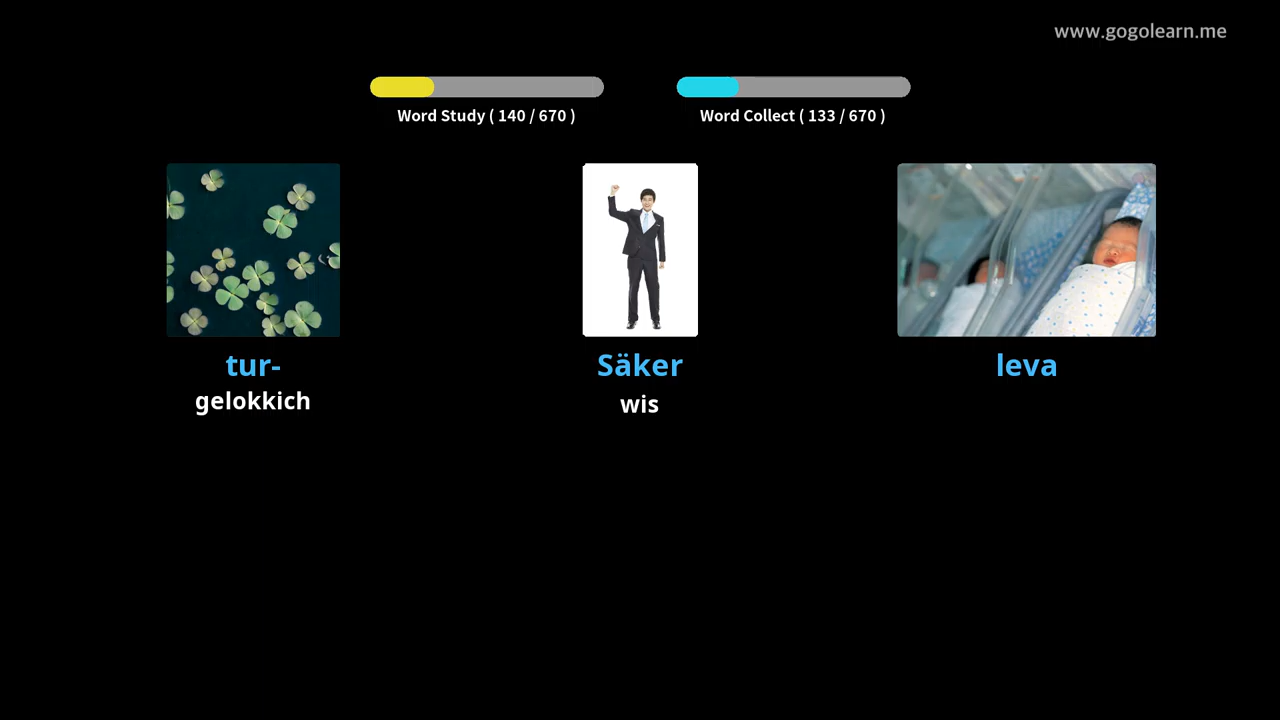 www.gogolearn.me
Word Study ( 140 / 670 )
Word Collect ( 133 / 670 )
tur-
gelokkich
Säker
wis
leva